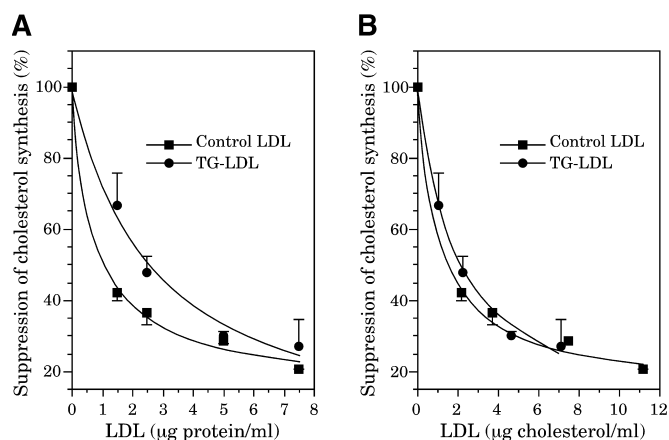 A
B
Suppression of cholesterol synthesis (%)
100
80
60
40
20
Control LDL
TG-LDL
0 1 2 3 4 5 6 7 8
LDL (µg protein/ml)
Suppression of cholesterol synthesis (%)
100
80
60
40
20
Control LDL
TG-LDL
0 2 4 6 8 10 12
LDL (µg cholesterol/ml)